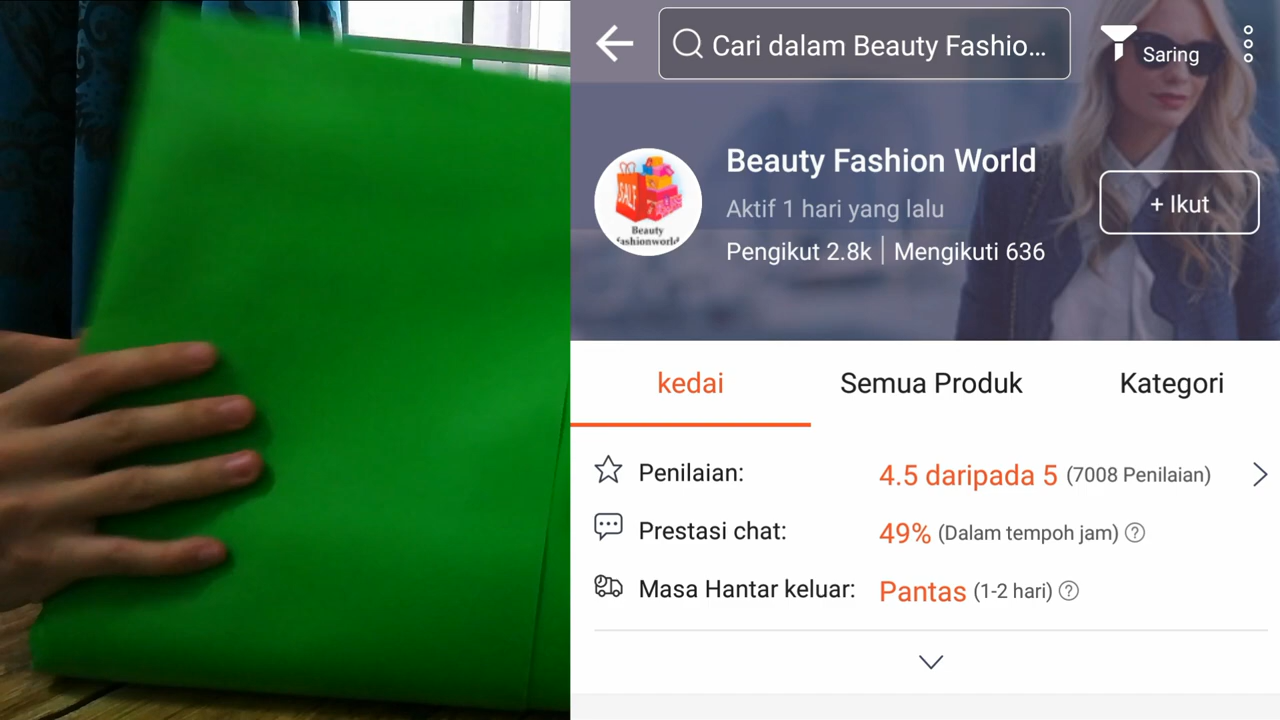 Cari dalam Beauty Fashio...
Saring
Beauty Fashion World
Aktif 1 hari yang lalu
Pengikut 2.8k | Mengikuti 636
+ Ikut
SALE
Beauty
fashionworld
kedai
Semua Produk
Kategori
Penilaian: 4.5 daripada 5 (7008 Penilaian)
Prestasi chat: 49% (Dalam tempoh jam)
Masa Hantar keluar: Pantas (1-2 hari)